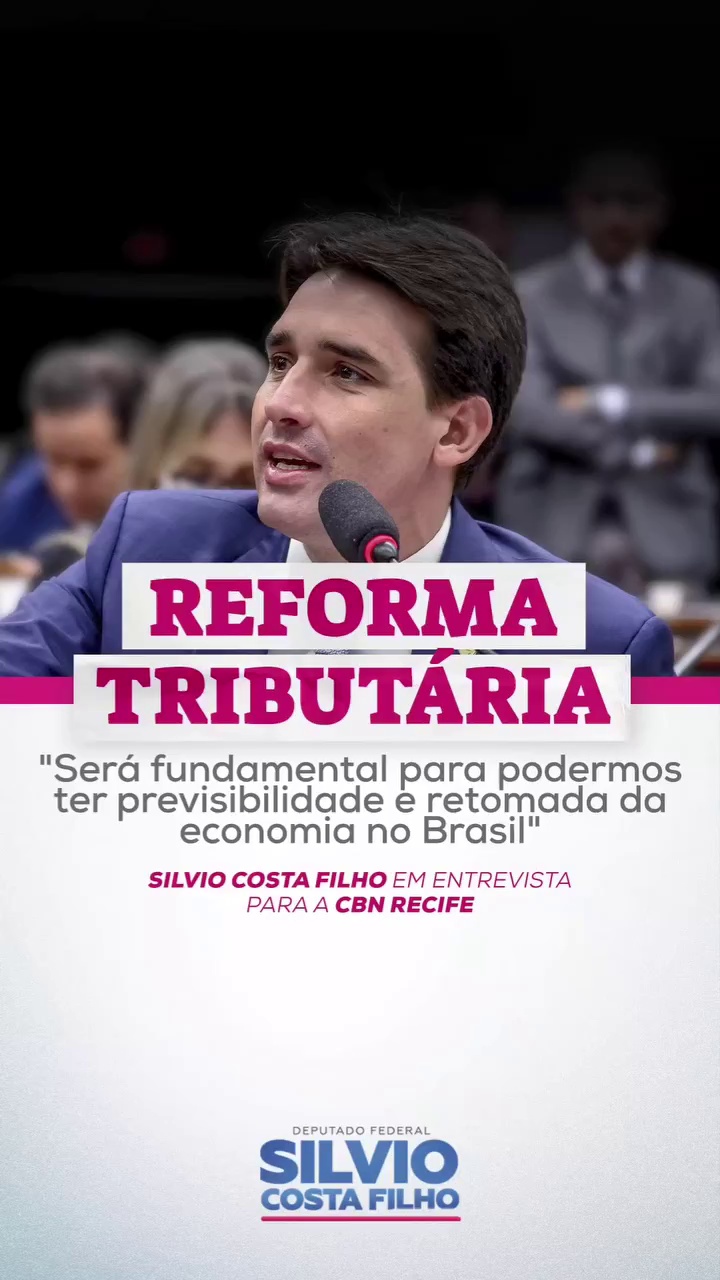 REFORMA
TRIBUTÁRIA
"Será fundamental para podermos
ter previsibilidade e retomada da
economia no Brasil"
SILVIO COSTA FILHO EM ENTREVISTA
PARA A CBN RECIFE
DEPUTADO FEDERAL
SILVIO
COSTA FILHO